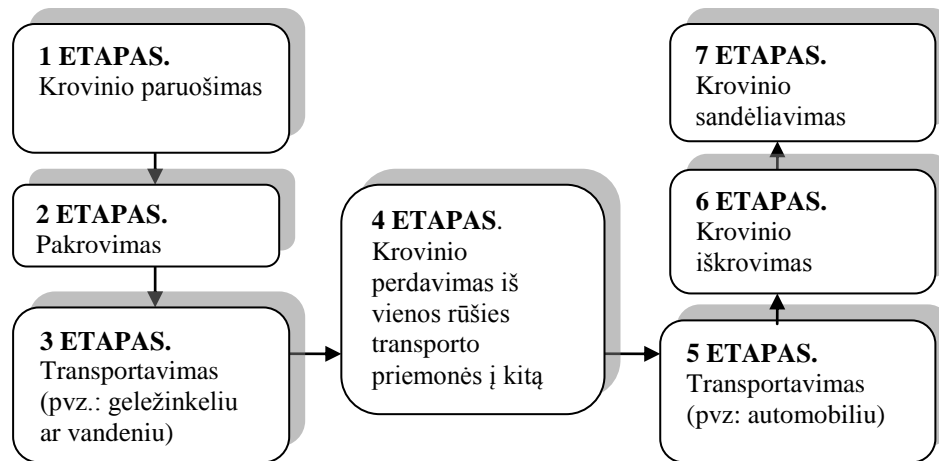 1 ETAPAS.
Krovinio paruošimas
2 ETAPAS.
Pakrovimas
3 ETAPAS.
Transportavimas
(pvz.: geležinkeliu
ar vandeniu)
4 ETAPAS.
Krovinio
perdavimas iš
vienos rūšies
transporto
priemonės į kitą
5 ETAPAS.
Transportavimas
(pvz: automobiliu)
6 ETAPAS.
Krovinio
iškrovimas
7 ETAPAS.
Krovinio
sandėliavimas